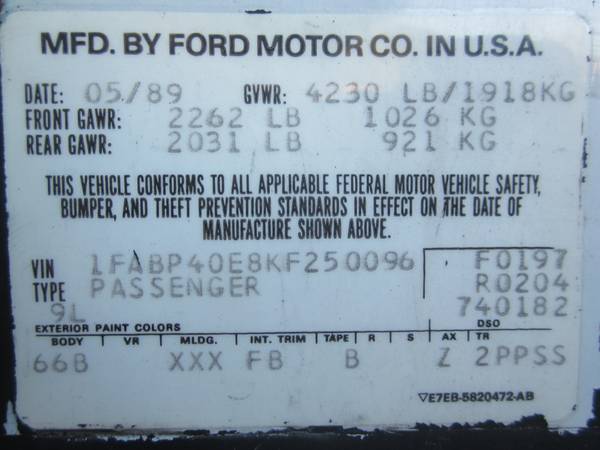 MFD. BY FORD MOTOR CO. IN U.S.A.
DATE: 05/89 GVWR: 4230 LB/1918KG
FRONT GAWR: 2262 LB 1026 KG
REAR GAWR: 2031 LB 921 KG
THIS VEHICLE CONFORMS TO ALL APPLICABLE FEDERAL MOTOR VEHICLE SAFETY,
BUMPER, AND THEFT PREVENTION STANDARDS IN EFFECT ON THE DATE OF
MANUFACTURE SHOWN ABOVE.
VIN 1FABP40E8KF250096 F0197
TYPE PASSENGER R0204
9L 740182
EXTERIOR PAINT COLORS DSO
BODY VR MLDG. INT. TRIM TAPE R S AX TR
66B XXX FB B Z 2PPSS
▽E7EB-5820472-AB